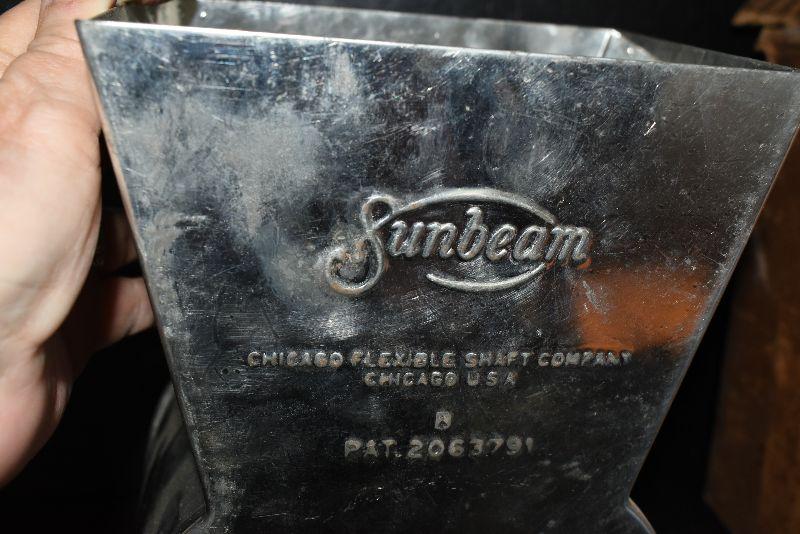 Sunbeam
CHICAGO FLEXIBLE SHAFT COMPANY
CHICAGO U.S.A
PAT. 2063791